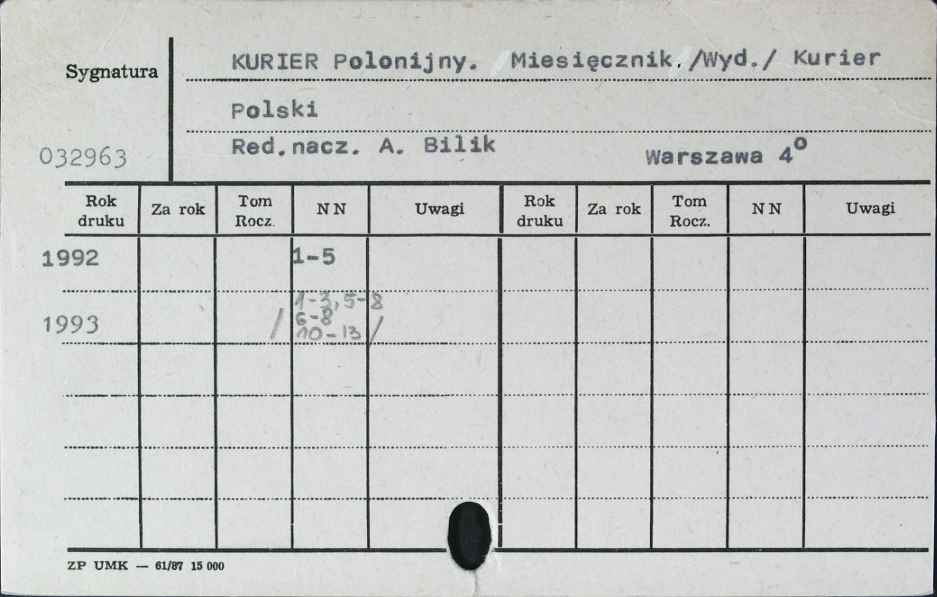 KURIER Polonijny. Miesięcznik. /Wyd./ Kurier
Sygnatura
Polski
032963
Red.nacz. A. Bilik
Warszawa 4º
Rok druku Za rok Tom Rocz. NN Uwagi Rok druku Za rok Tom Rocz. NN Uwagi
1992 1-5
1-3, 5-8
1993 / 6-8
10-13 /
ZP UMK — 61/87 15 000